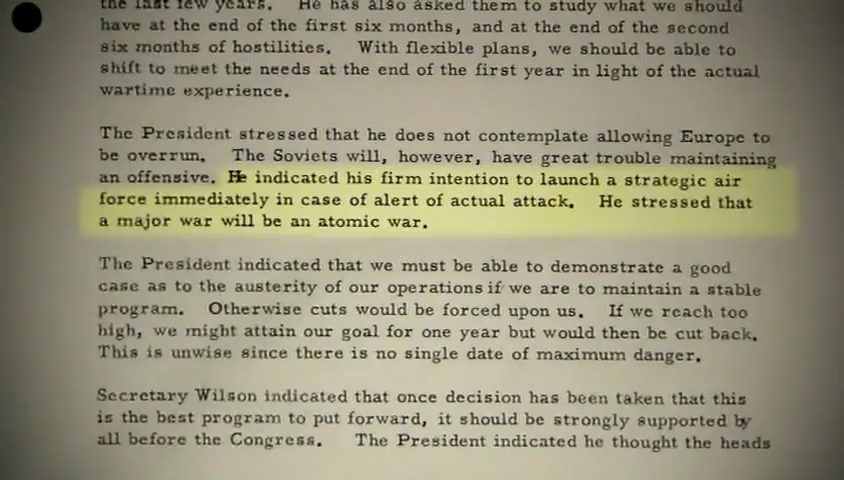 the last few years. He has also asked them to study what we should
have at the end of the first six months, and at the end of the second
six months of hostilities. With flexible plans, we should be able to
shift to meet the needs at the end of the first year in light of the actual
wartime experience.
The President stressed that he does not contemplate allowing Europe to
be overrun. The Soviets will, however, have great trouble maintaining
an offensive. He indicated his firm intention to launch a strategic air
force immediately in case of alert of actual attack. He stressed that
a major war will be an atomic war.
The President indicated that we must be able to demonstrate a good
case as to the austerity of our operations if we are to maintain a stable
program. Otherwise cuts would be forced upon us. If we reach too
high, we might attain our goal for one year but would then be cut back.
This is unwise since there is no single date of maximum danger.
Secretary Wilson indicated that once decision has been taken that this
is the best program to put forward, it should be strongly supported by
all before the Congress. The President indicated he thought the heads